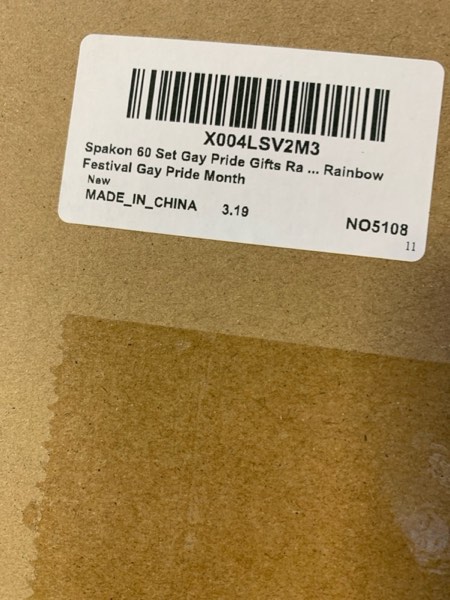 X004LSV2M3
Spakon 60 Set Gay Pride Gifts Ra ... Rainbow
Festival Gay Pride Month
New
MADE_IN_CHINA 3.19
NO5108
11